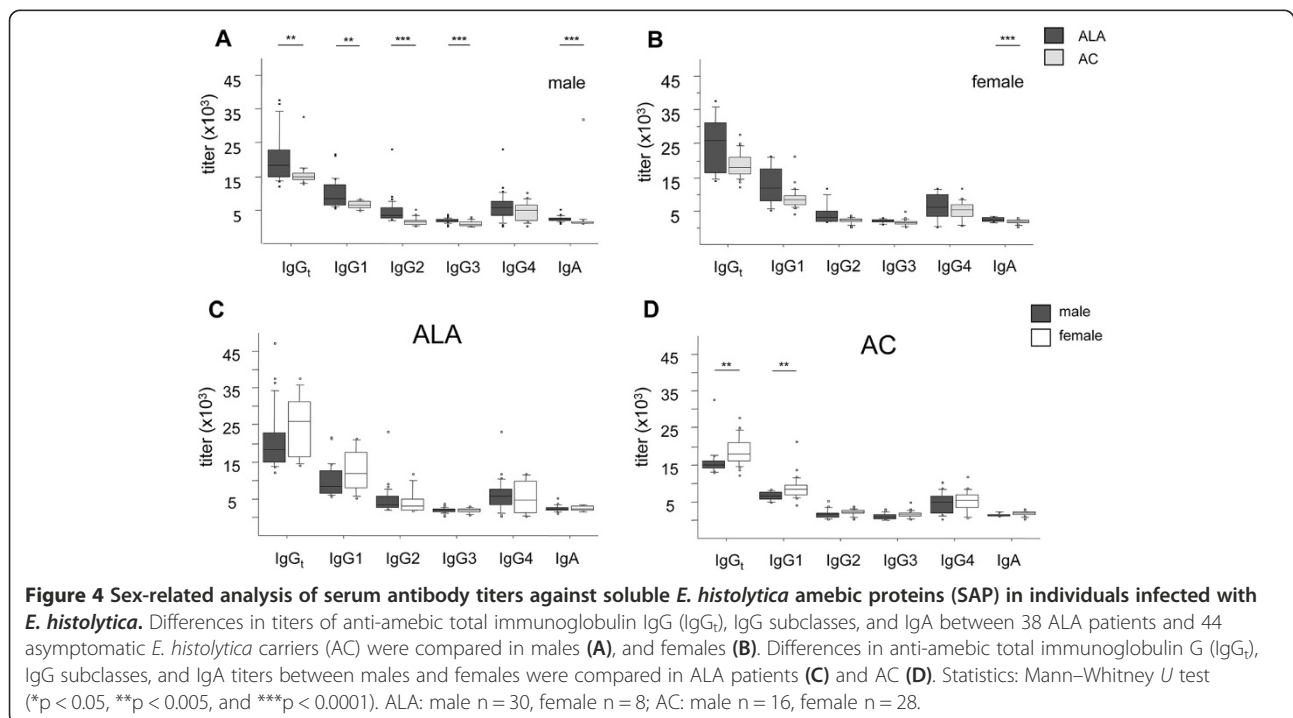 A
** ** *** *** ***
male
45
35
25
15
5
titer (x10³)
IgGt IgG1 IgG2 IgG3 IgG4 IgA
B
***
ALA
AC
female
45
35
25
15
5
titer (x10³)
IgGt IgG1 IgG2 IgG3 IgG4 IgA
C
ALA
45
35
25
15
5
titer (x10³)
IgGt IgG1 IgG2 IgG3 IgG4 IgA
D
AC
male
female
** **
45
35
25
15
5
titer (x10³)
IgGt IgG1 IgG2 IgG3 IgG4 IgA
Figure 4 Sex-related analysis of serum antibody titers against soluble E. histolytica amebic proteins (SAP) in individuals infected with
E. histolytica. Differences in titers of anti-amebic total immunoglobulin IgG (IgGt), IgG subclasses, and IgA between 38 ALA patients and 44
asymptomatic E. histolytica carriers (AC) were compared in males (A), and females (B). Differences in anti-amebic total immunoglobulin G (IgGt),
IgG subclasses, and IgA titers between males and females were compared in ALA patients (C) and AC (D). Statistics: Mann–Whitney U test
(*p < 0.05, **p < 0.005, and ***p < 0.0001). ALA: male n = 30, female n = 8; AC: male n = 16, female n = 28.